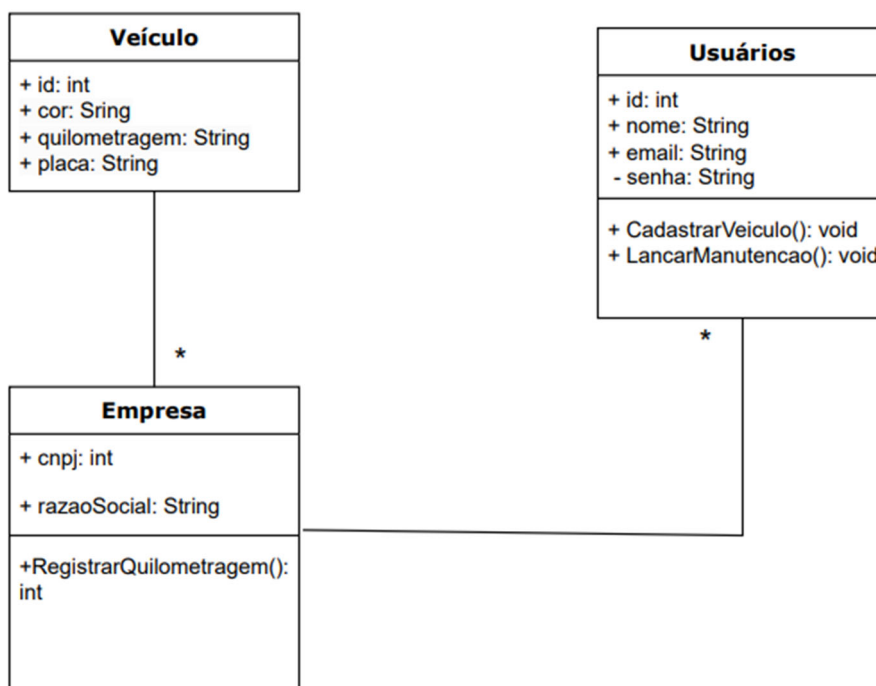 Veículo
+ id: int
+ cor: Sring
+ quilometragem: String
+ placa: String
Usuários
+ id: int
+ nome: String
+ email: String
- senha: String
+ CadastrarVeiculo(): void
+ LancarManutencao(): void
*
*
Empresa
+ cnpj: int
+ razaoSocial: String
+RegistrarQuilometragem():
int